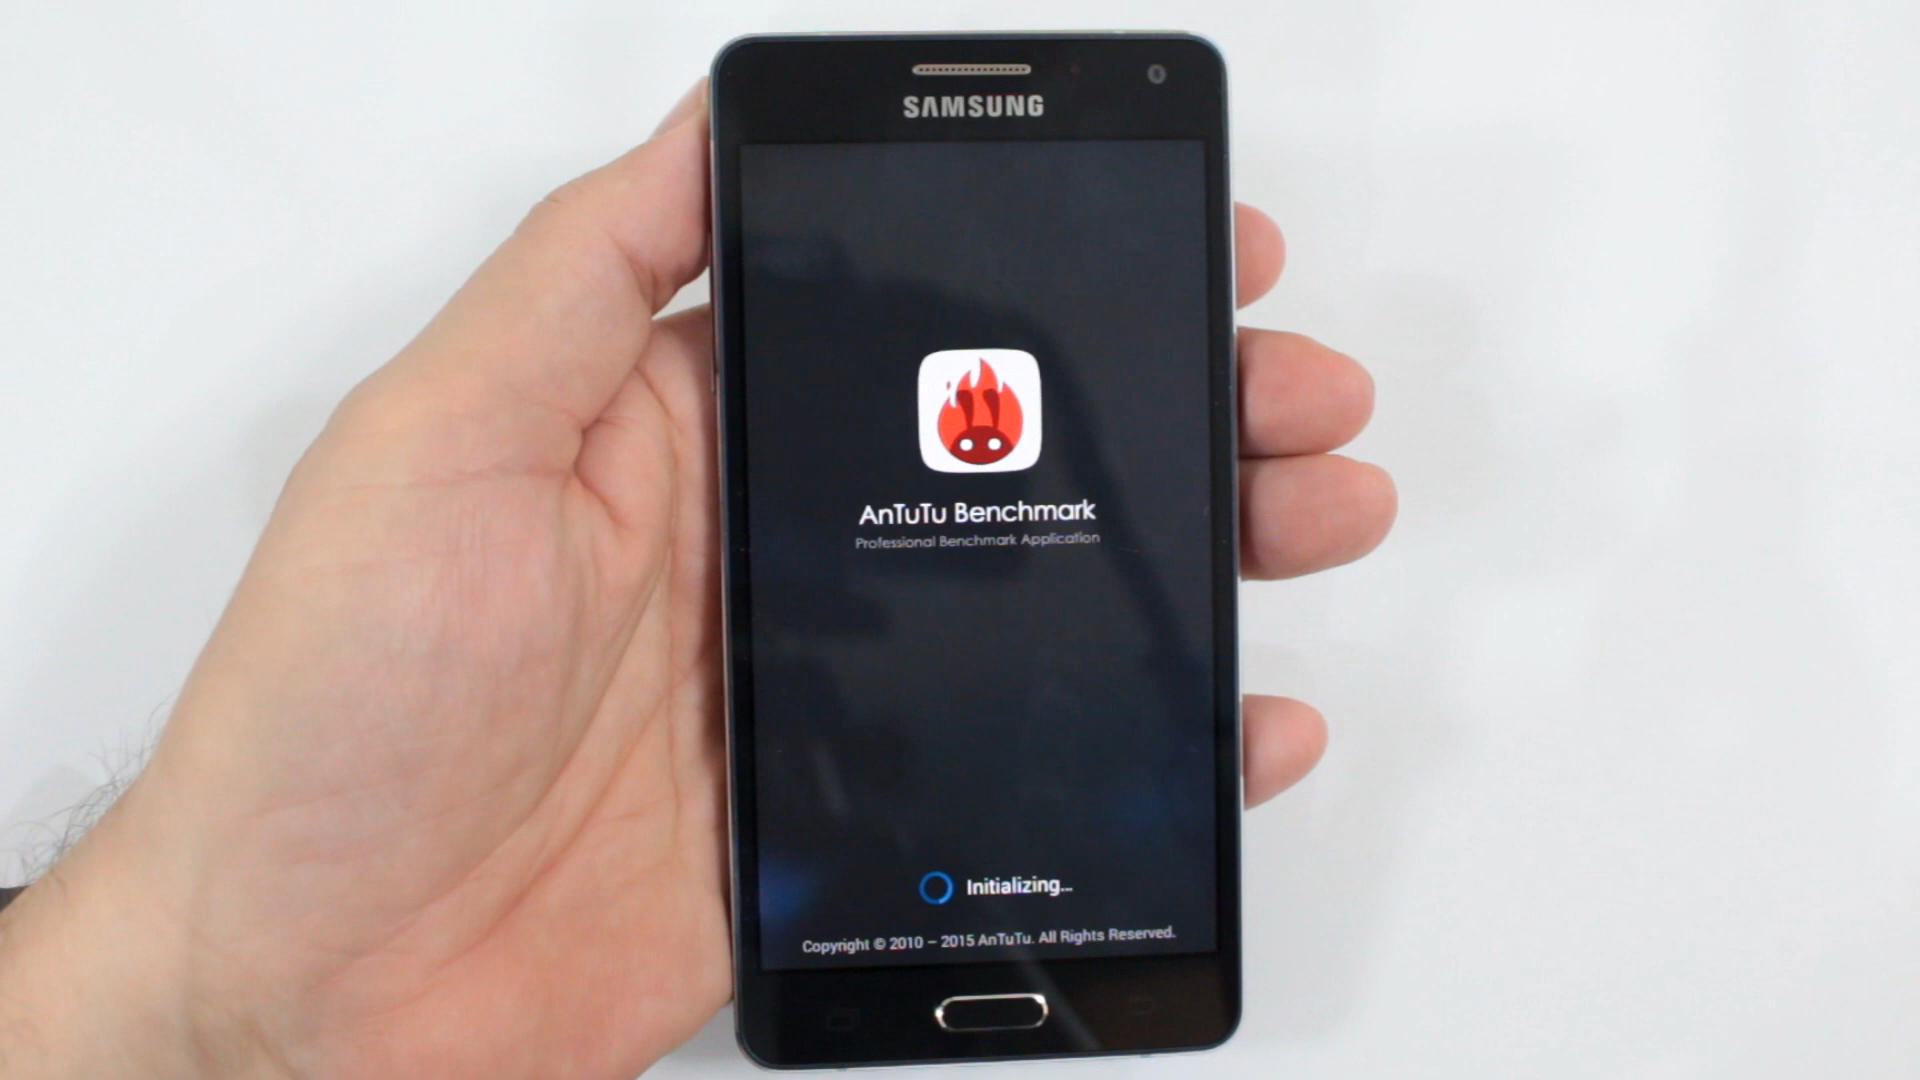 SAMSUNG
AnTuTu Benchmark
Professional Benchmark Application
Initializing...
Copyright © 2010 – 2015 AnTuTu. All Rights Reserved.